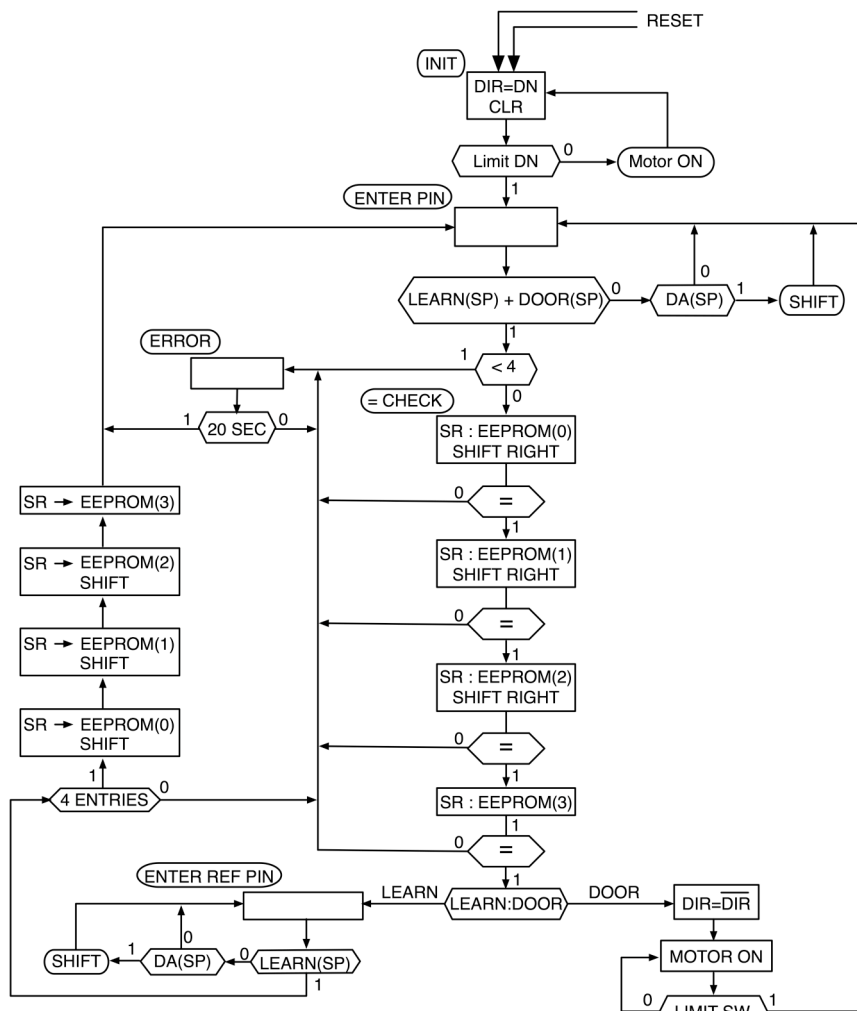 RESET
INIT
DIR=DN
CLR
Limit DN
0
Motor ON
1
ENTER PIN
LEARN(SP) + DOOR(SP)
0
DA(SP)
0
1
SHIFT
1
ERROR
1
< 4
0
= CHECK
1
20 SEC
0
SR : EEPROM(0)
SHIFT RIGHT
0
=
1
SR → EEPROM(3)
SR : EEPROM(1)
SHIFT RIGHT
SR → EEPROM(2)
SHIFT
0
=
1
SR → EEPROM(1)
SHIFT
SR : EEPROM(2)
SHIFT RIGHT
SR → EEPROM(0)
SHIFT
0
=
1
1
4 ENTRIES
0
SR : EEPROM(3)
1
0
=
1
ENTER REF PIN
LEARN
LEARN:DOOR
DOOR
DIR=D̅I̅R̅
0
SHIFT
1
DA(SP)
0
LEARN(SP)
1
MOTOR ON
0
LIMIT SW
1